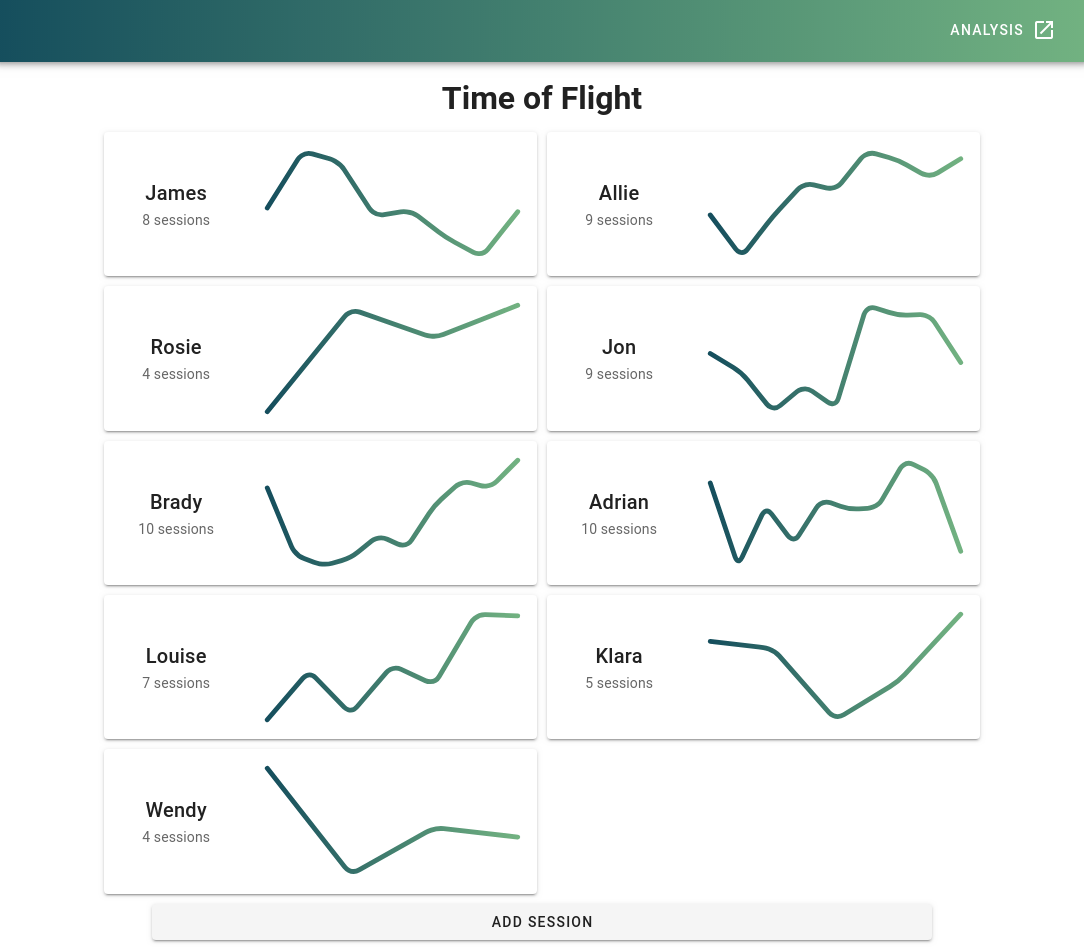 ANALYSIS
Time of Flight
James
8 sessions
Allie
9 sessions
Rosie
4 sessions
Jon
9 sessions
Brady
10 sessions
Adrian
10 sessions
Louise
7 sessions
Klara
5 sessions
Wendy
4 sessions
ADD SESSION